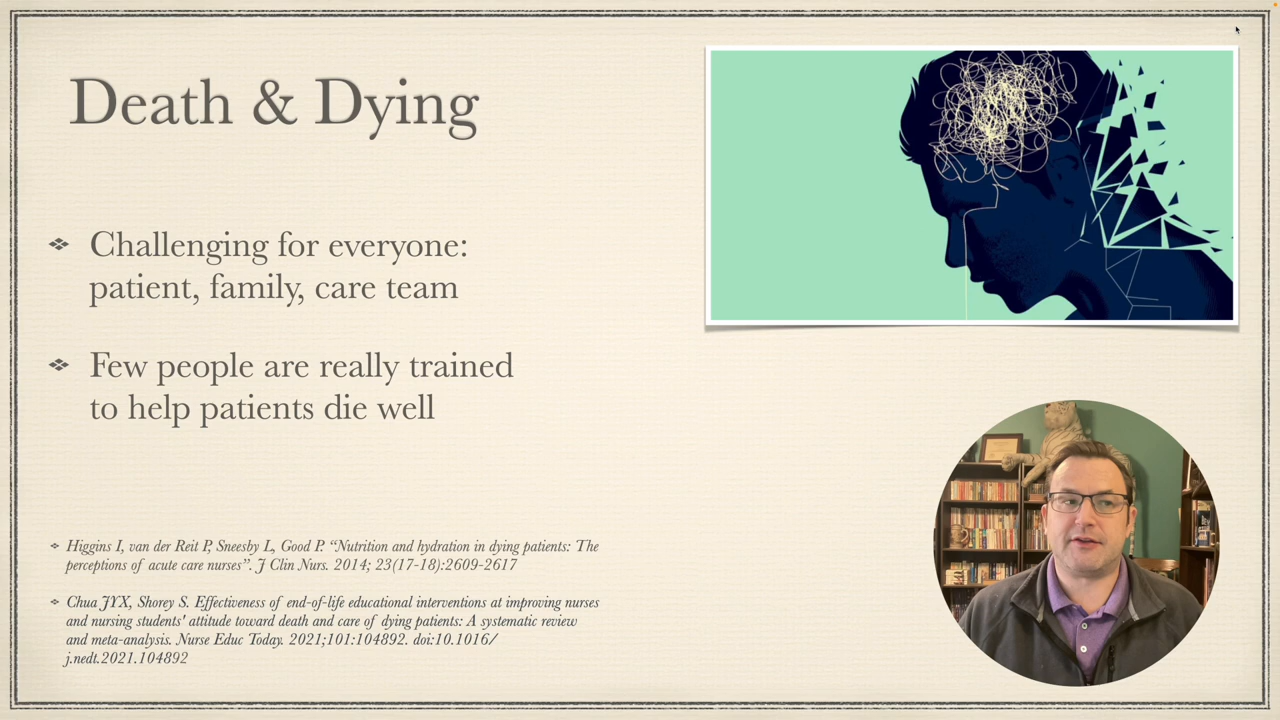 Death & Dying
Challenging for everyone:
patient, family, care team
Few people are really trained
to help patients die well
Higgins I, van der Reit P, Sneesby L, Good P. “Nutrition and hydration in dying patients: The
perceptions of acute care nurses”. J Clin Nurs. 2014; 23(17-18):2609-2617
Chua JYX, Shorey S. Effectiveness of end-of-life educational interventions at improving nurses
and nursing students' attitude toward death and care of dying patients: A systematic review
and meta-analysis. Nurse Educ Today. 2021;101:104892. doi:10.1016/
j.nedt.2021.104892